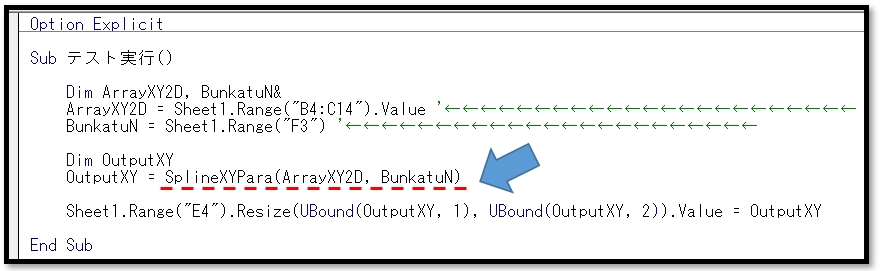 Option Explicit
Sub テスト実行()
Dim ArrayXY2D, BunkatuN&
ArrayXY2D = Sheet1.Range("B4:C14").Value '←←←←←←←←←←←←←←←←←←←←←←←
BunkatuN = Sheet1.Range("F3") '←←←←←←←←←←←←←←←←←←←←←←←
Dim OutputXY
OutputXY = SplineXYPara(ArrayXY2D, BunkatuN)
Sheet1.Range("E4").Resize(UBound(OutputXY, 1), UBound(OutputXY, 2)).Value = OutputXY
End Sub